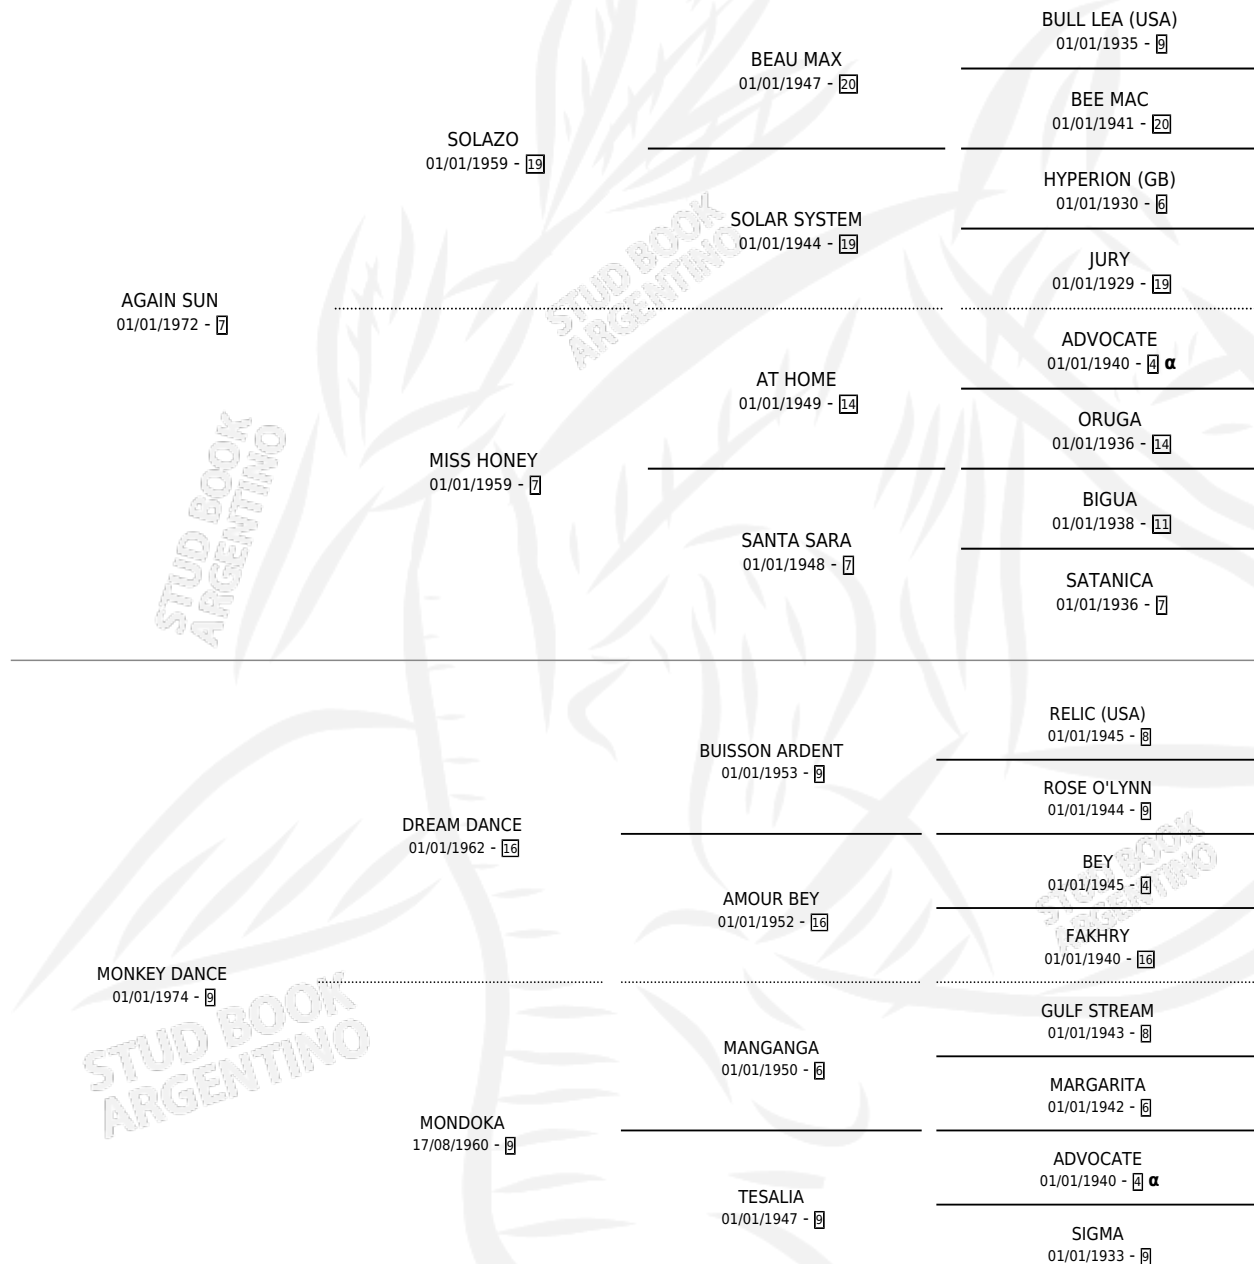 BULL LEA (USA)
01/01/1935 - 9
BEAU MAX
01/01/1947 - 20
BEE MAC
01/01/1941 - 20
SOLAZO
01/01/1959 - 19
HYPERION (GB)
01/01/1930 - 6
SOLAR SYSTEM
01/01/1944 - 19
JURY
01/01/1929 - 19
AGAIN SUN
01/01/1972 - 7
ADVOCATE
01/01/1940 - 4 α
AT HOME
01/01/1949 - 14
ORUGA
01/01/1936 - 14
MISS HONEY
01/01/1959 - 7
BIGUA
01/01/1938 - 11
SANTA SARA
01/01/1948 - 7
SATANICA
01/01/1936 - 7
RELIC (USA)
01/01/1945 - 8
BUISSON ARDENT
01/01/1953 - 9
ROSE O'LYNN
01/01/1944 - 9
DREAM DANCE
01/01/1962 - 16
BEY
01/01/1945 - 4
AMOUR BEY
01/01/1952 - 16
FAKHRY
01/01/1940 - 16
MONKEY DANCE
01/01/1974 - 9
GULF STREAM
01/01/1943 - 8
MANGANGA
01/01/1950 - 6
MARGARITA
01/01/1942 - 6
MONDOKA
17/08/1960 - 9
ADVOCATE
01/01/1940 - 4 α
TESALIA
01/01/1947 - 9
SIGMA
01/01/1933 - 9
STUD BOOK
ARGENTINO
STUD BOOK
ARGENTINO
STUD BOOK
ARGENTINO
STUD BOOK
ARGENTINO